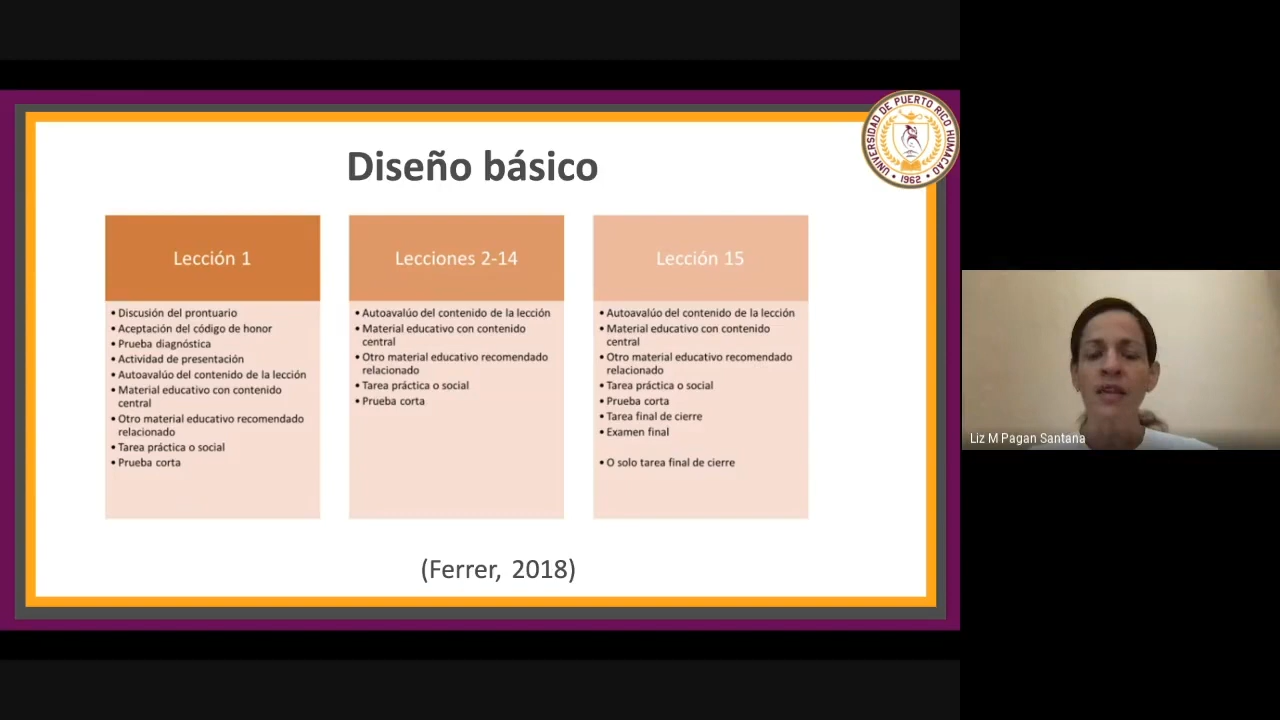 UNIVERSIDAD DE PUERTO RICO HUMACAO
• 1962 •
Diseño básico
Lección 1
• Discusión del prontuario
• Aceptación del código de honor
• Prueba diagnóstica
• Actividad de presentación
• Autoavalúo del contenido de la lección
• Material educativo con contenido
central
• Otro material educativo recomendado
relacionado
• Tarea práctica o social
• Prueba corta
Lecciones 2-14
• Autoavalúo del contenido de la lección
• Material educativo con contenido
central
• Otro material educativo recomendado
relacionado
• Tarea práctica o social
• Prueba corta
Lección 15
• Autoavalúo del contenido de la lección
• Material educativo con contenido
central
• Otro material educativo recomendado
relacionado
• Tarea práctica o social
• Prueba corta
• Tarea final de cierre
• Examen final
• O solo tarea final de cierre
(Ferrer, 2018)
Liz M Pagan Santana